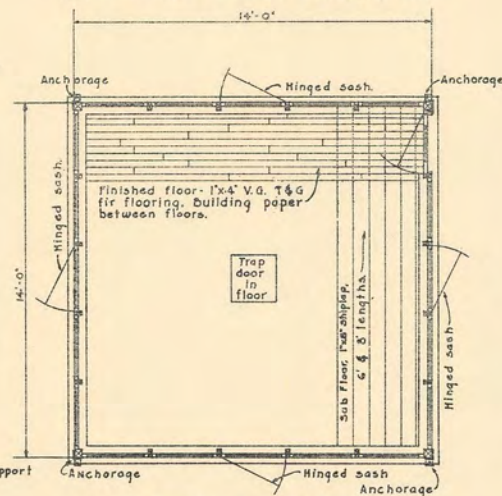 14'-0"
Anchorage
Hinged sash.
Anchorage
Hinged sash.
Finished floor - 1"x4" V.G. T&G
fir flooring. Building paper
between floors.
14'-0"
Trap
door
in
floor
Sub Floor, 1"x8" Shiplap,
6' & 8' lengths.
Hinged sash
pport
Anchorage
Hinged sash
Anchorage